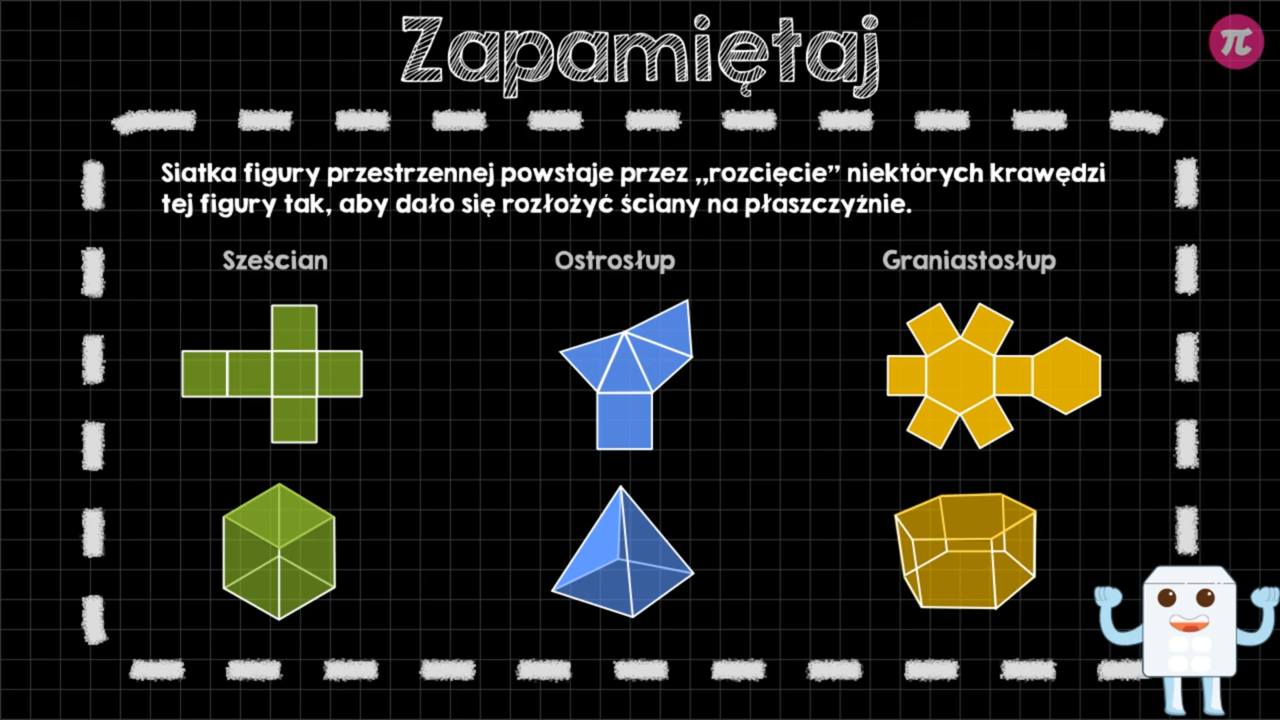 Zapamiętaj
π
Siatka figury przestrzennej powstaje przez „rozcięcie” niektórych krawędzi
tej figury tak, aby dało się rozłożyć ściany na płaszczyźnie.
Sześcian Ostrosłup Graniastosłup